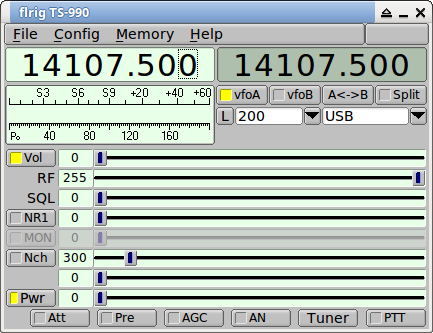 flrig TS-990
File Config Memory Help
14107.500 14107.500
S3 S6 S9 +20 +40 +60
Po 40 80 120 160
vfoA vfoB A<->B Split
L 200 USB
Vol 0
RF 255
SQL 0
NR1 0
MON 0
Nch 300
0
Pwr 0
Att Pre AGC AN Tuner PTT